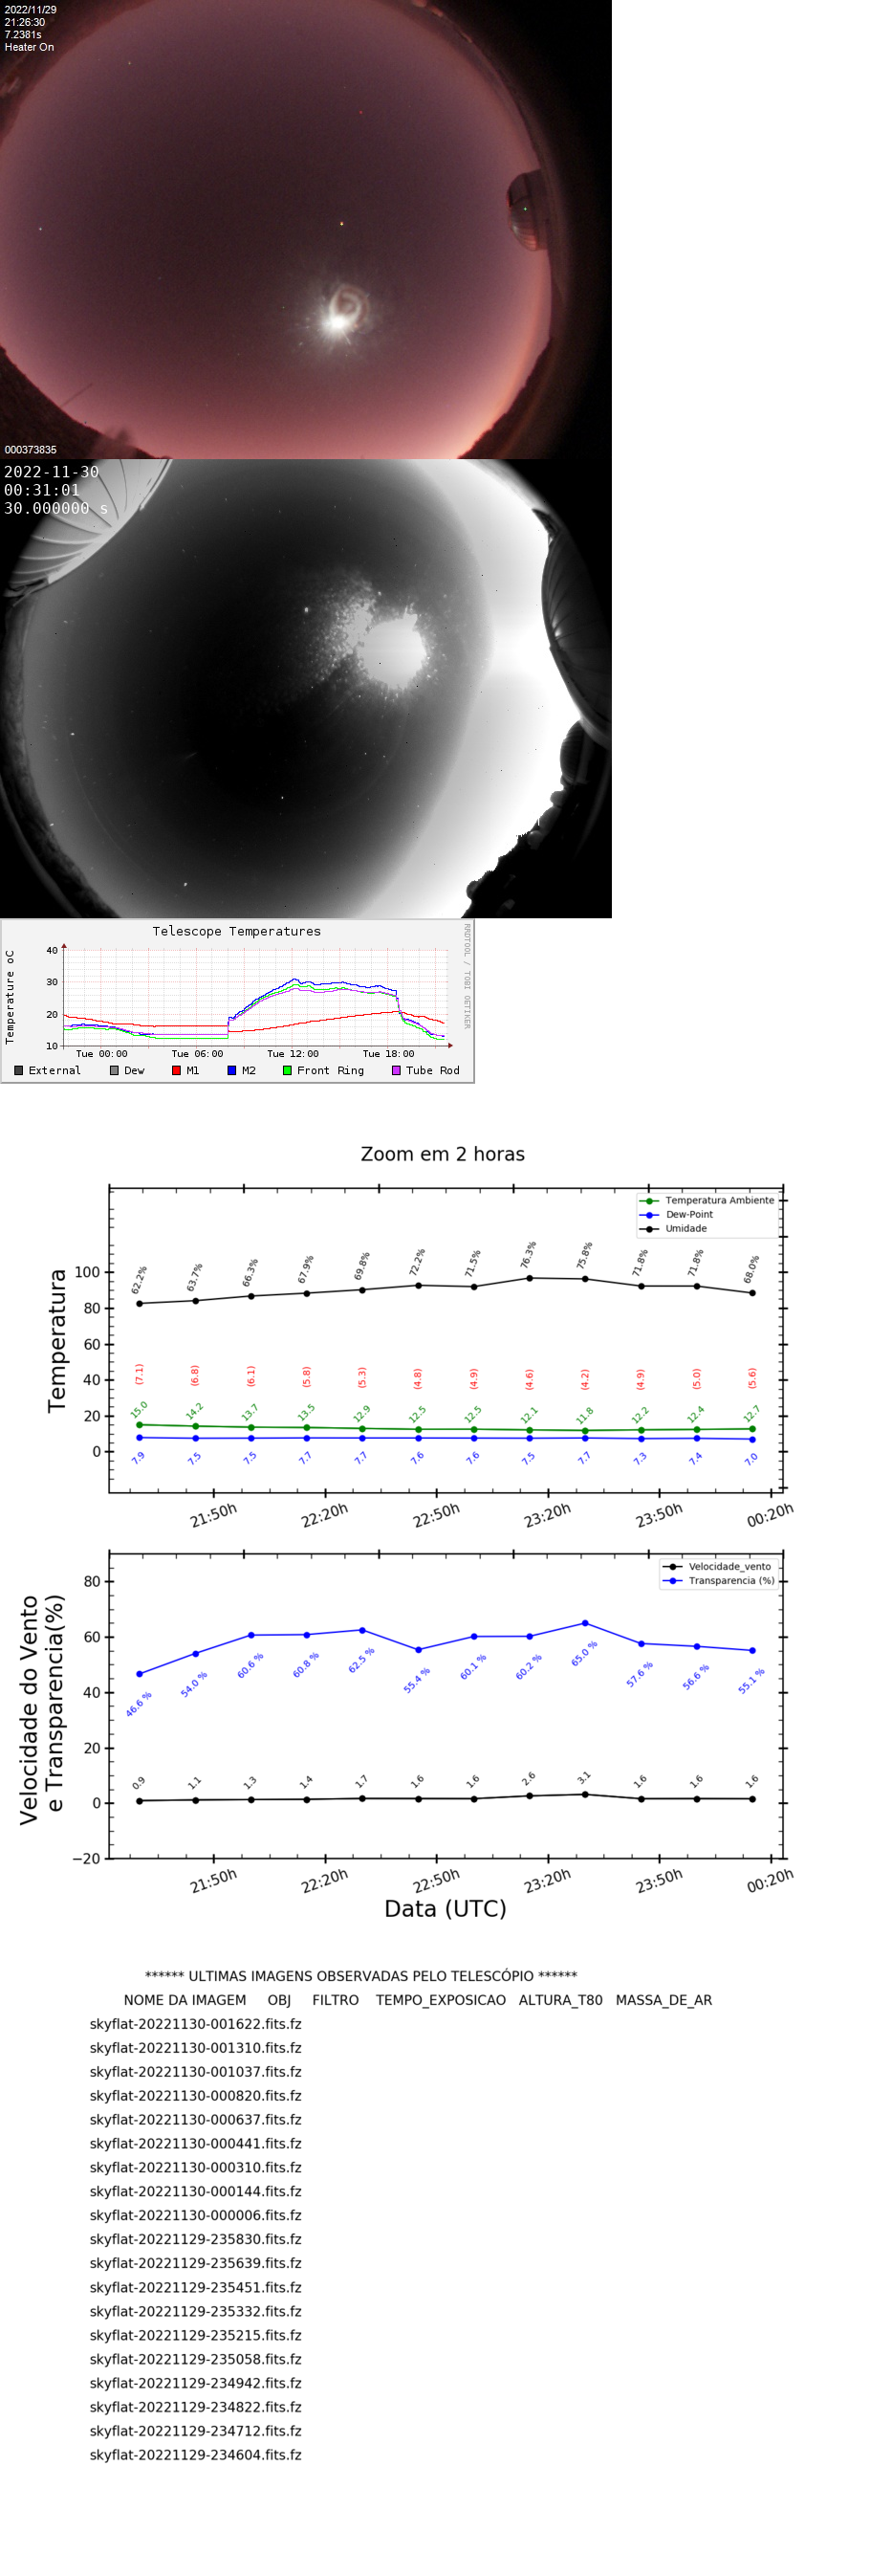 2022/11/29
21:26:30
7.2381s
Heater On
000373835
2022-11-30
00:31:01
30.000000 s
Telescope Temperatures
RRDTOOL / TOBI OETIKER
Temperature oC
40
30
20
10
Tue 00:00 Tue 06:00 Tue 12:00 Tue 18:00
External Dew M1 M2 Front Ring Tube Rod
Zoom em 2 horas
Temperatura Ambiente
Dew-Point
Umidade
Temperatura
100
80
60
40
20
0
62.2% 63.7% 66.3% 67.9% 69.8% 72.2% 71.5% 76.3% 75.8% 71.8% 71.8% 68.0%
(7.1) (6.8) (6.1) (5.8) (5.3) (4.8) (4.9) (4.6) (4.2) (4.9) (5.0) (5.6)
15.0 14.2 13.7 13.5 12.9 12.5 12.5 12.1 11.8 12.2 12.4 12.7
7.9 7.5 7.5 7.7 7.7 7.6 7.6 7.5 7.7 7.3 7.4 7.0
21:50h 22:20h 22:50h 23:20h 23:50h 00:20h
Velocidade_vento
Transparencia (%)
Velocidade do Vento
e Transparencia(%)
80
60
40
20
0
−20
46.6 % 54.0 % 60.6 % 60.8 % 62.5 % 55.4 % 60.1 % 60.2 % 65.0 % 57.6 % 56.6 % 55.1 %
0.9 1.1 1.3 1.4 1.7 1.6 1.6 2.6 3.1 1.6 1.6 1.6
21:50h 22:20h 22:50h 23:20h 23:50h 00:20h
Data (UTC)
****** ULTIMAS IMAGENS OBSERVADAS PELO TELESCÓPIO ******
NOME DA IMAGEM OBJ FILTRO TEMPO_EXPOSICAO ALTURA_T80 MASSA_DE_AR
skyflat-20221130-001622.fits.fz
skyflat-20221130-001310.fits.fz
skyflat-20221130-001037.fits.fz
skyflat-20221130-000820.fits.fz
skyflat-20221130-000637.fits.fz
skyflat-20221130-000441.fits.fz
skyflat-20221130-000310.fits.fz
skyflat-20221130-000144.fits.fz
skyflat-20221130-000006.fits.fz
skyflat-20221129-235830.fits.fz
skyflat-20221129-235639.fits.fz
skyflat-20221129-235451.fits.fz
skyflat-20221129-235332.fits.fz
skyflat-20221129-235215.fits.fz
skyflat-20221129-235058.fits.fz
skyflat-20221129-234942.fits.fz
skyflat-20221129-234822.fits.fz
skyflat-20221129-234712.fits.fz
skyflat-20221129-234604.fits.fz